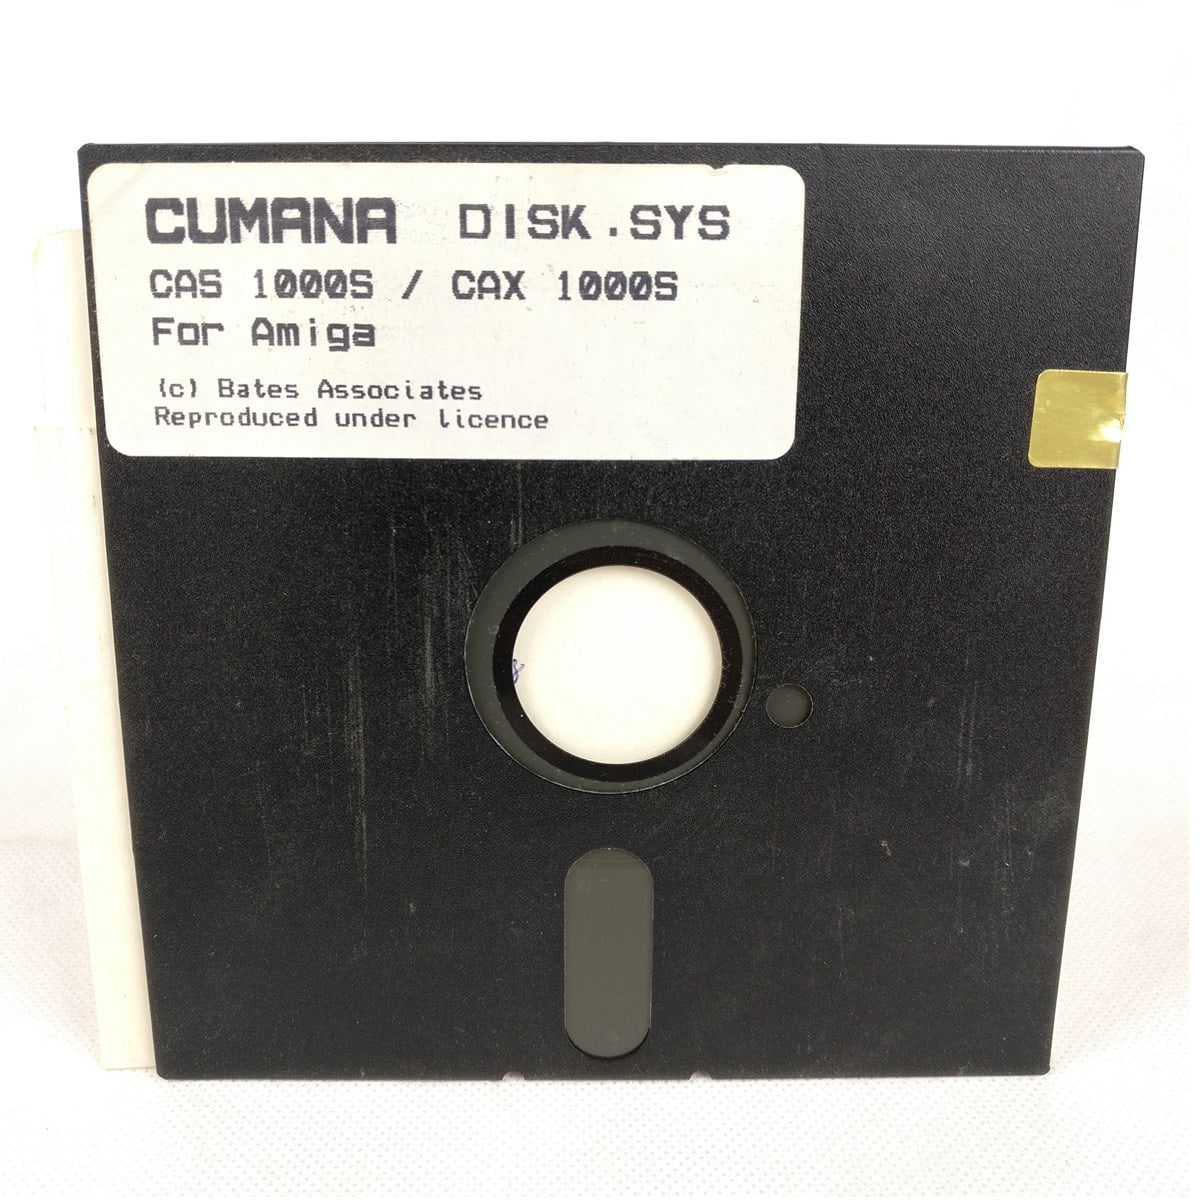 CUMANA DISK.SYS
CAS 1000S / CAX 1000S
For Amiga
(c) Bates Associates
Reproduced under licence